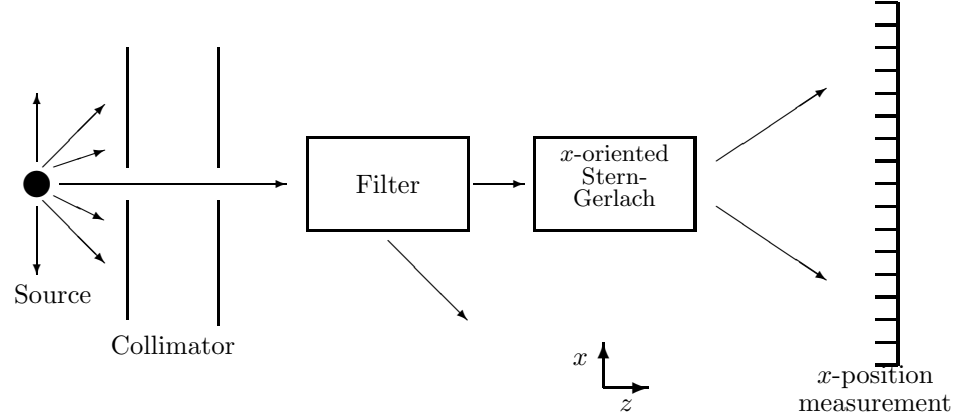 Source
Collimator
Filter
x-oriented
Stern-
Gerlach
x
z
x-position
measurement